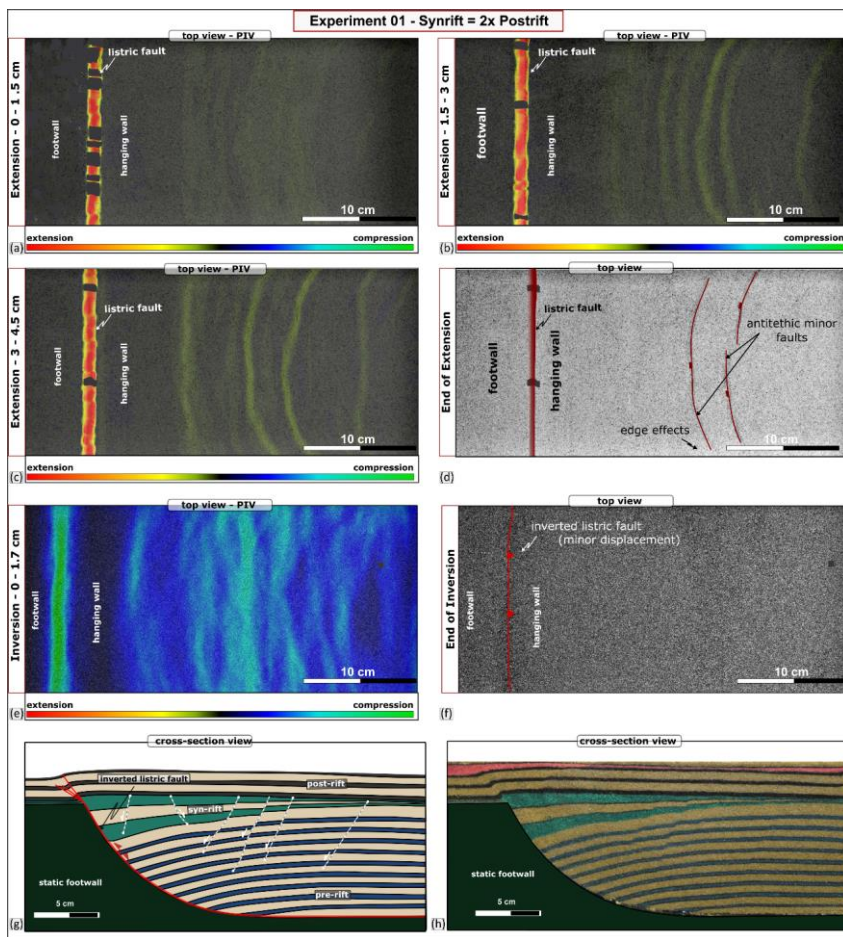 Experiment 01 - Synrift = 2x Postrift
top view - PIV
Extension - 0 - 1.5 cm
listric fault
footwall
hanging wall
10 cm
(a)
extension
compression
top view - PIV
Extension - 1.5 - 3 cm
listric fault
footwall
hanging wall
10 cm
(b)
extension
compression
top view - PIV
Extension - 3 - 4.5 cm
listric fault
footwall
hanging wall
10 cm
(c)
extension
compression
top view
End of Extension
listric fault
footwall
hanging wall
antitethic minor
faults
edge effects
10 cm
(d)
top view - PIV
Inversion - 0 - 1.7 cm
footwall
hanging wall
10 cm
(e)
extension
compression
top view
End of Inversion
inverted listric fault
(minor displacement)
footwall
hanging wall
10 cm
(f)
cross-section view
inverted listric fault
post-rift
syn-rift
static footwall
pre-rift
5 cm
(g)
cross-section view
static footwall
5 cm
(h)